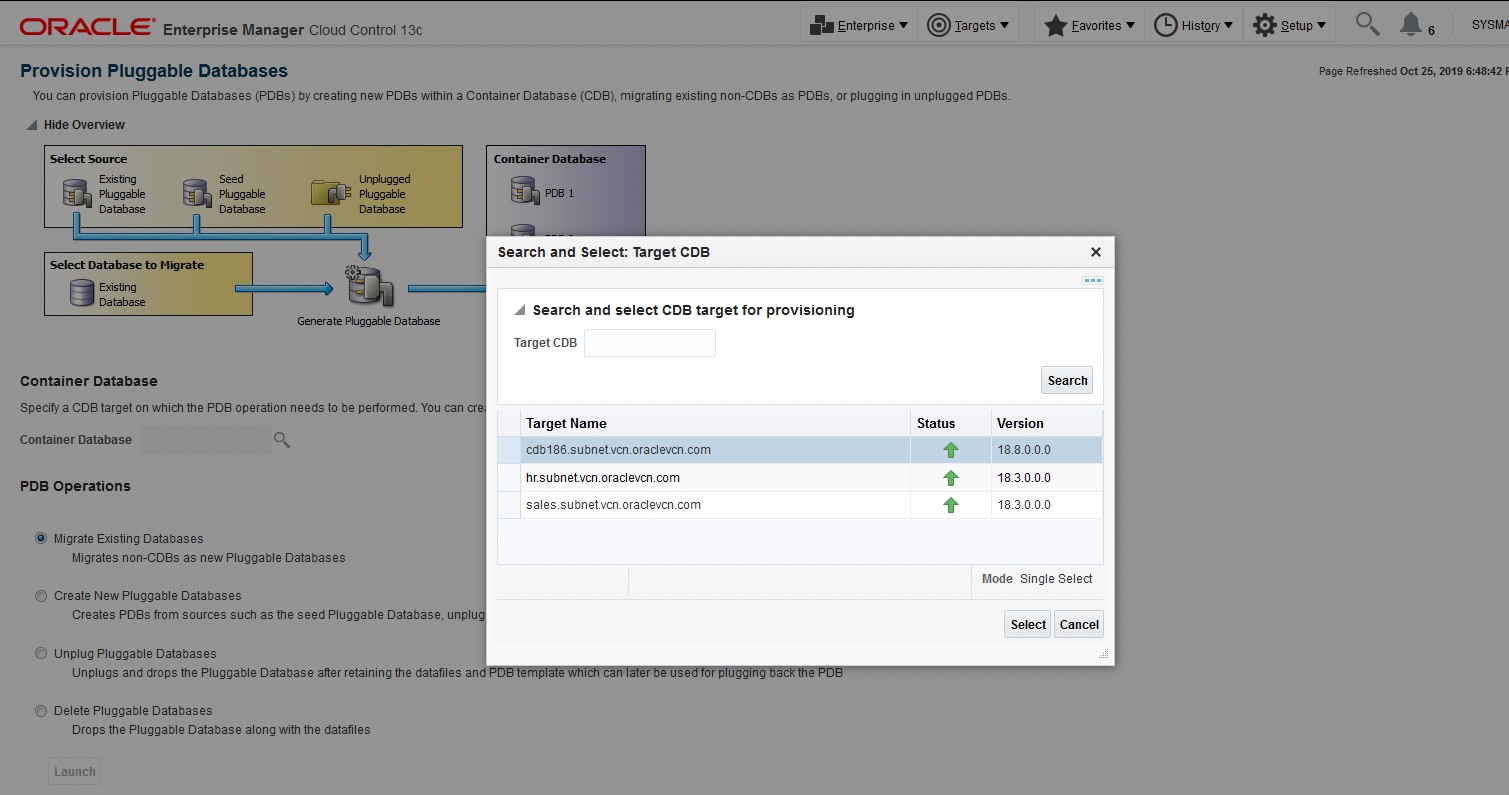 ORACLE Enterprise Manager Cloud Control 13c
Enterprise Targets Favorites History Setup 6
Provision Pluggable Databases
Page Refreshed Oct 25, 2019 6:48:42
You can provision Pluggable Databases (PDBs) by creating new PDBs within a Container Database (CDB), migrating existing non-CDBs as PDBs, or plugging in unplugged PDBs.
Hide Overview
Select Source
Existing
Pluggable
Database
Seed
Pluggable
Database
Unplugged
Pluggable
Database
Container Database
PDB 1
Select Database to Migrate
Existing
Database
Generate Pluggable Database
Container Database
Specify a CDB target on which the PDB operation needs to be performed. You can
Container Database
PDB Operations
Migrate Existing Databases
Migrates non-CDBs as new Pluggable Databases
Create New Pluggable Databases
Creates PDBs from sources such as the seed Pluggable Database,
Unplug Pluggable Databases
Unplugs and drops the Pluggable Database after retaining the datafiles and PDB template which can later be used for plugging back the PDB
Delete Pluggable Databases
Drops the Pluggable Database along with the datafiles
Launch
Search and Select: Target CDB
Search and select CDB target for provisioning
Target CDB
Search
Target Name Status Version
cdb186.subnet.vcn.oraclevcn.com 18.8.0.0.0
hr.subnet.vcn.oraclevcn.com 18.3.0.0.0
sales.subnet.vcn.oraclevcn.com 18.3.0.0.0
Mode Single Select
Select Cancel